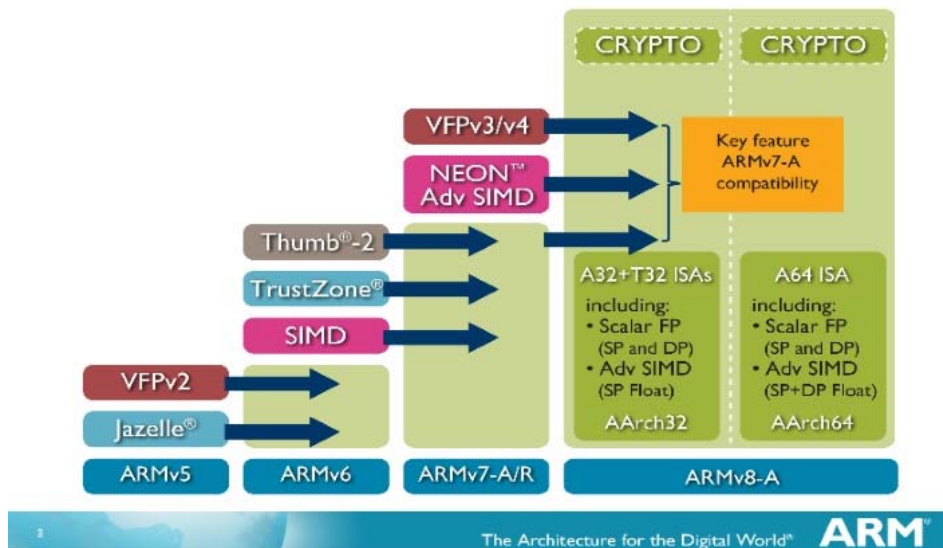 CRYPTO
CRYPTO
VFPv3/v4
Key feature
ARMv7-A
compatibility
NEON™
Adv SIMD
Thumb®-2
TrustZone®
SIMD
A32+T32 ISAs
including:
• Scalar FP
(SP and DP)
• Adv SIMD
(SP Float)
AArch32
A64 ISA
including:
• Scalar FP
(SP and DP)
• Adv SIMD
(SP+DP Float)
AArch64
VFPv2
Jazelle®
ARMv5
ARMv6
ARMv7-A/R
ARMv8-A
3
The Architecture for the Digital World®
ARM®